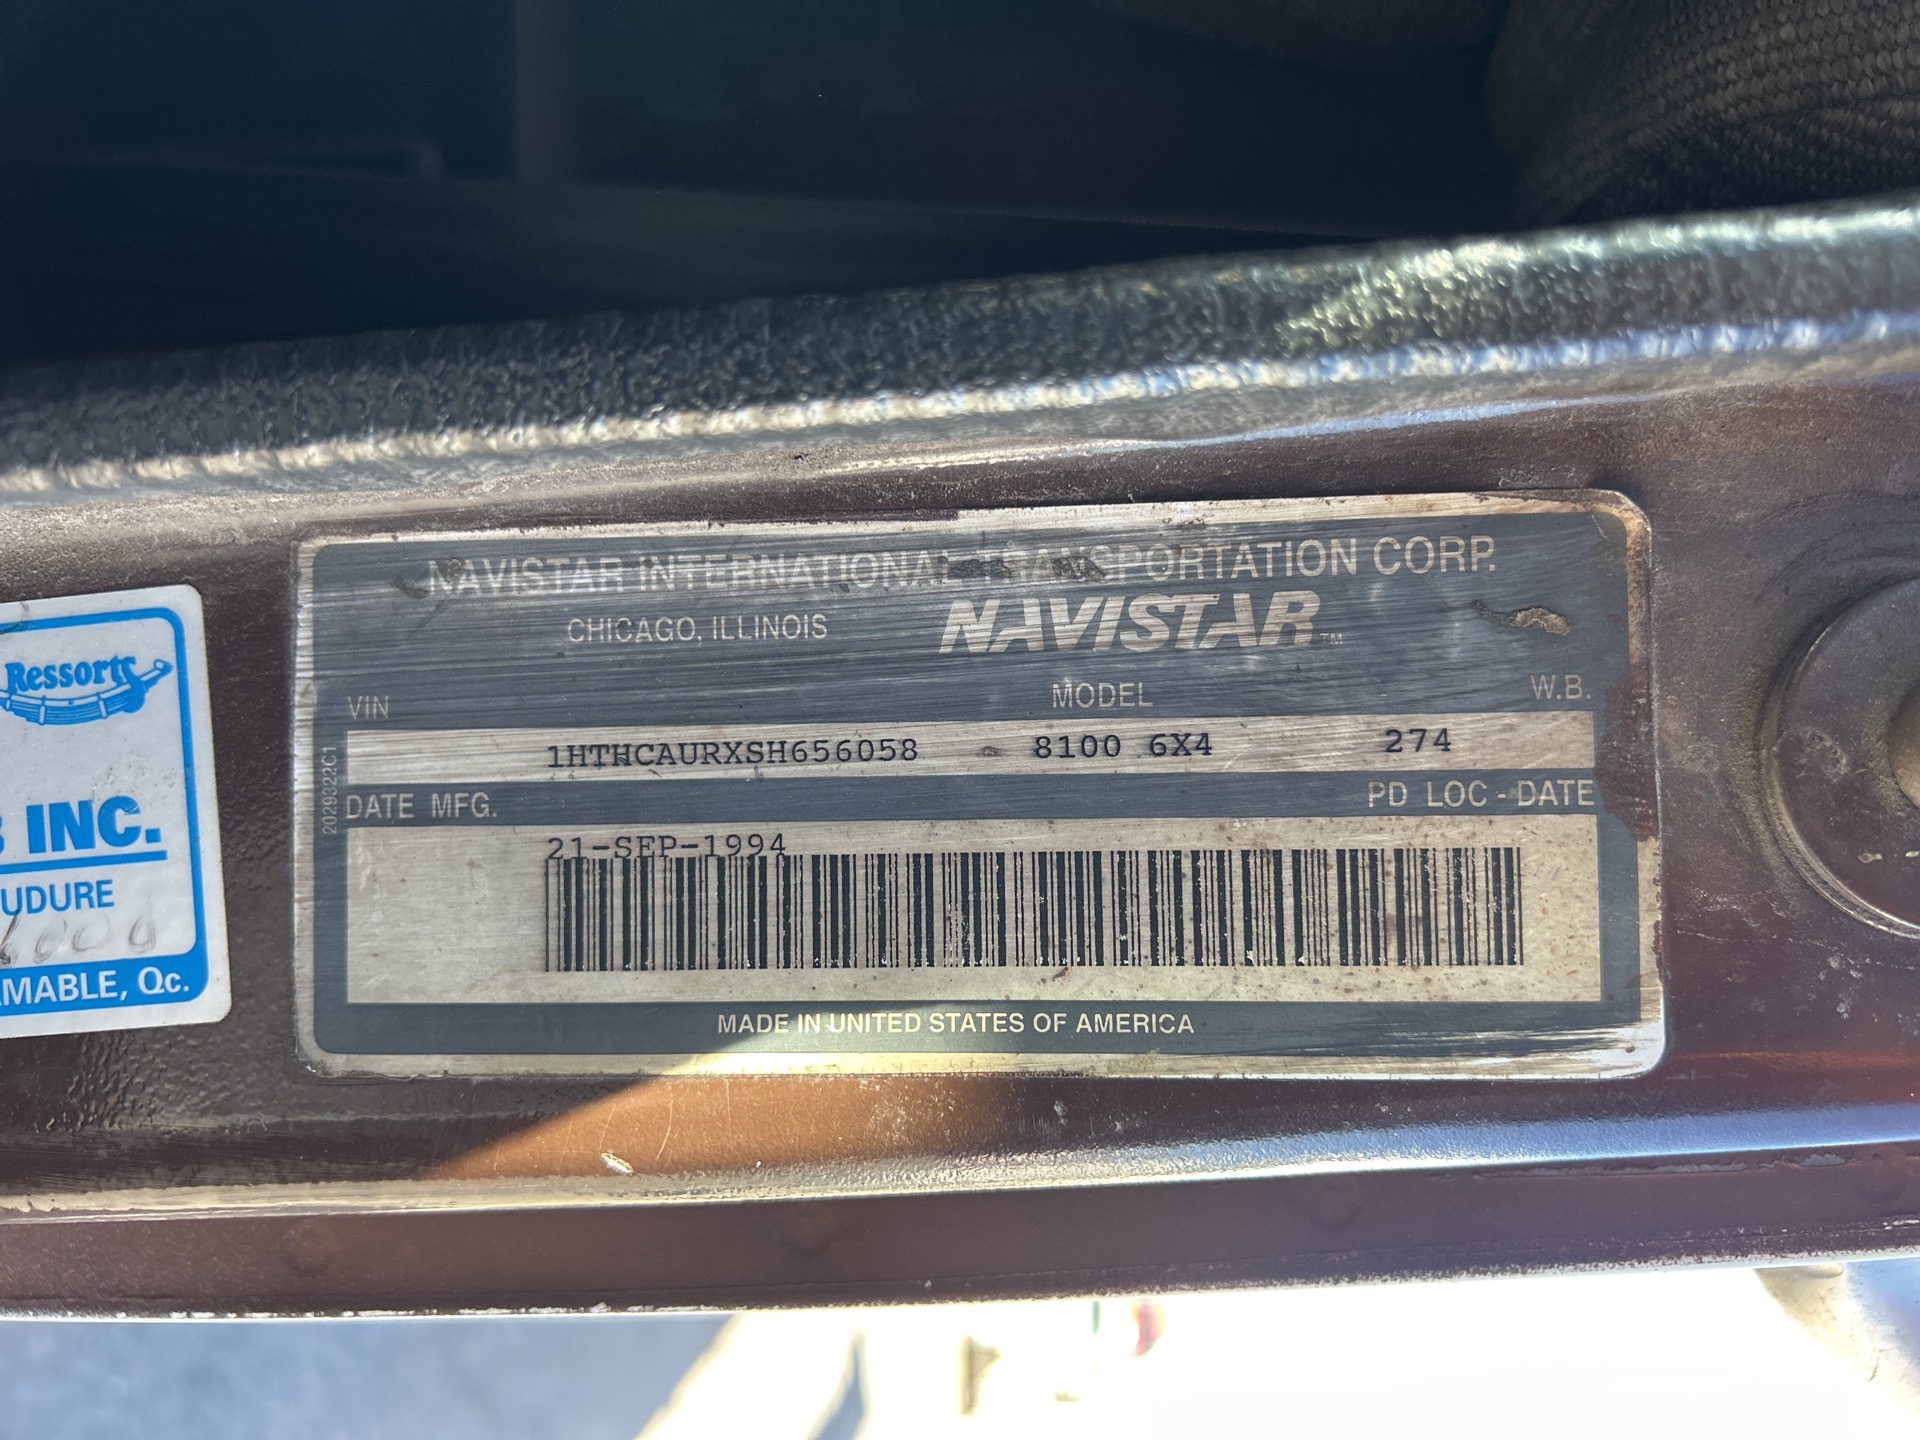 NAVISTAR INTERNATIONAL TRANSPORTATION CORP.
CHICAGO, ILLINOIS NAVISTAR TM
VIN MODEL W.B.
1HTHCAURXSH656058 8100 6X4 274
DATE MFG. PD LOC - DATE
21-SEP-1994
MADE IN UNITED STATES OF AMERICA
2029322C1
Ressorts
INC.
UDURE
AMABLE, Qc.